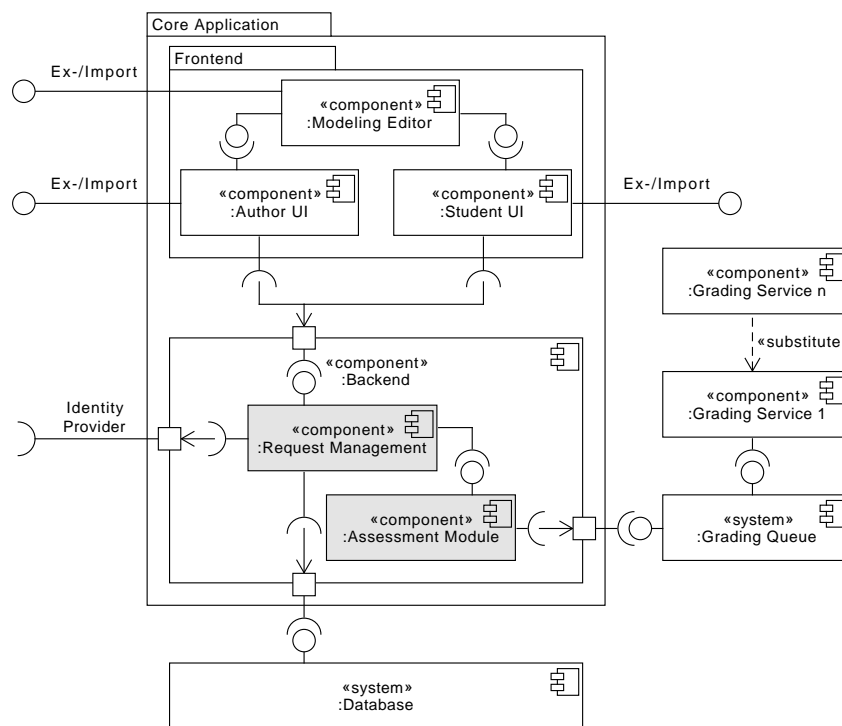 Core Application
Frontend
Ex-/Import
«component»
:Modeling Editor
Ex-/Import
«component»
:Author UI
«component»
:Student UI
Ex-/Import
«component»
:Grading Service n
«substitute»
«component»
:Backend
«component»
:Grading Service 1
Identity
Provider
«component»
:Request Management
«component»
:Assessment Module
«system»
:Grading Queue
«system»
:Database